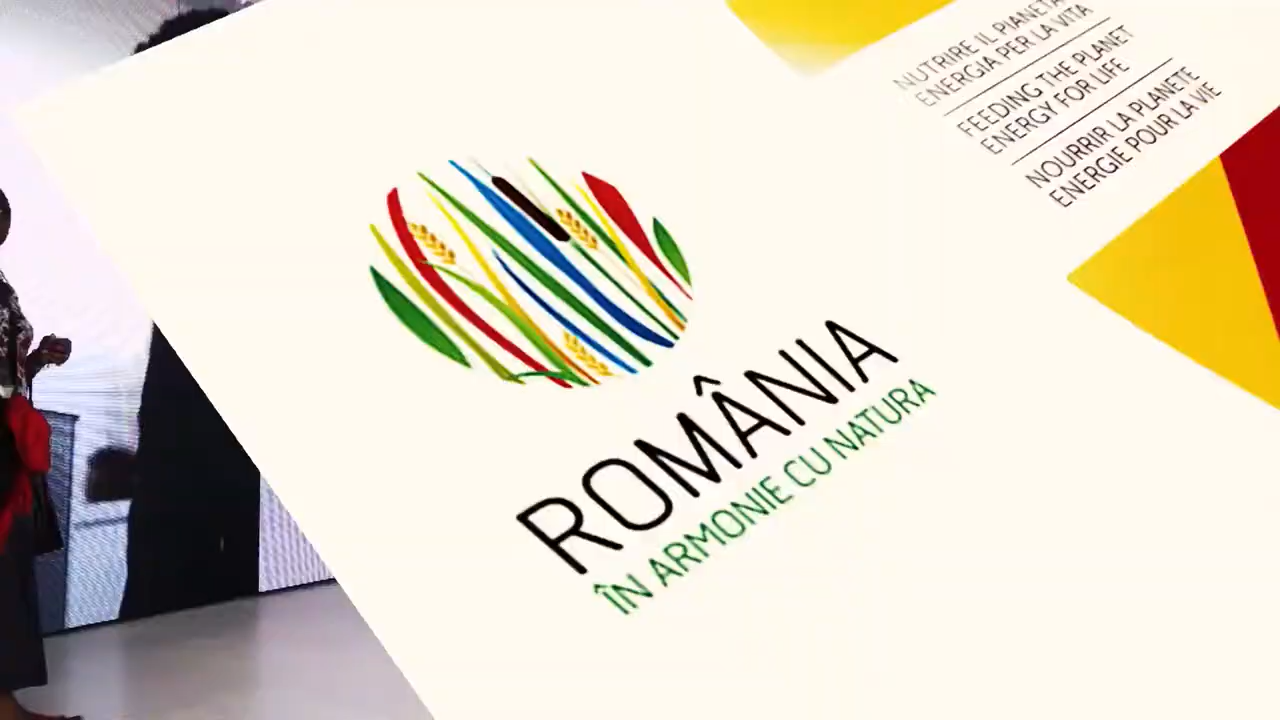 NUTRIRE IL PIANETA
ENERGIA PER LA VITA
FEEDING THE PLANET
ENERGY FOR LIFE
NOURRIR LA PLANETE
ENERGIE POUR LA VIE
ROMÂNIA
ÎN ARMONIE CU NATURA